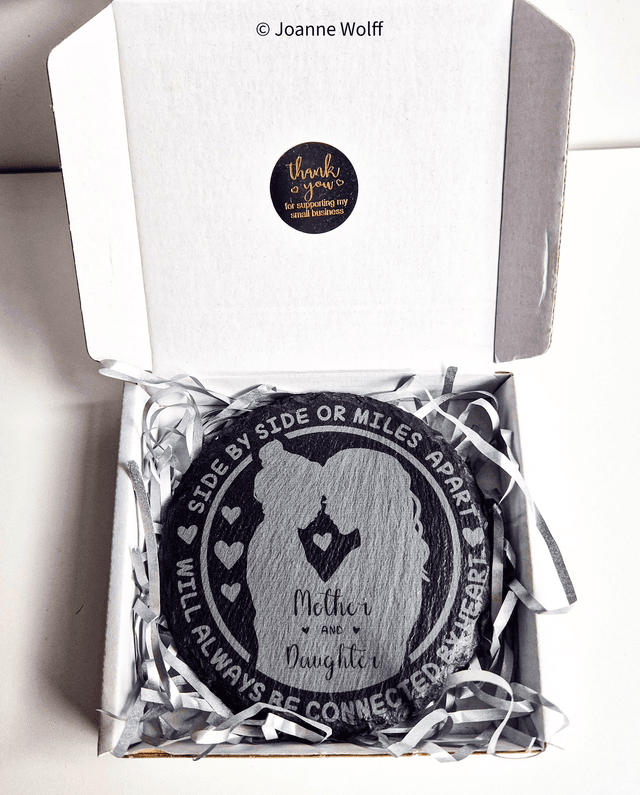 © Joanne Wolff
thank
you
for supporting my
small business
SIDE BY SIDE OR MILES APART
WILL ALWAYS BE CONNECTED BY HEART
Mother
AND
Daughter